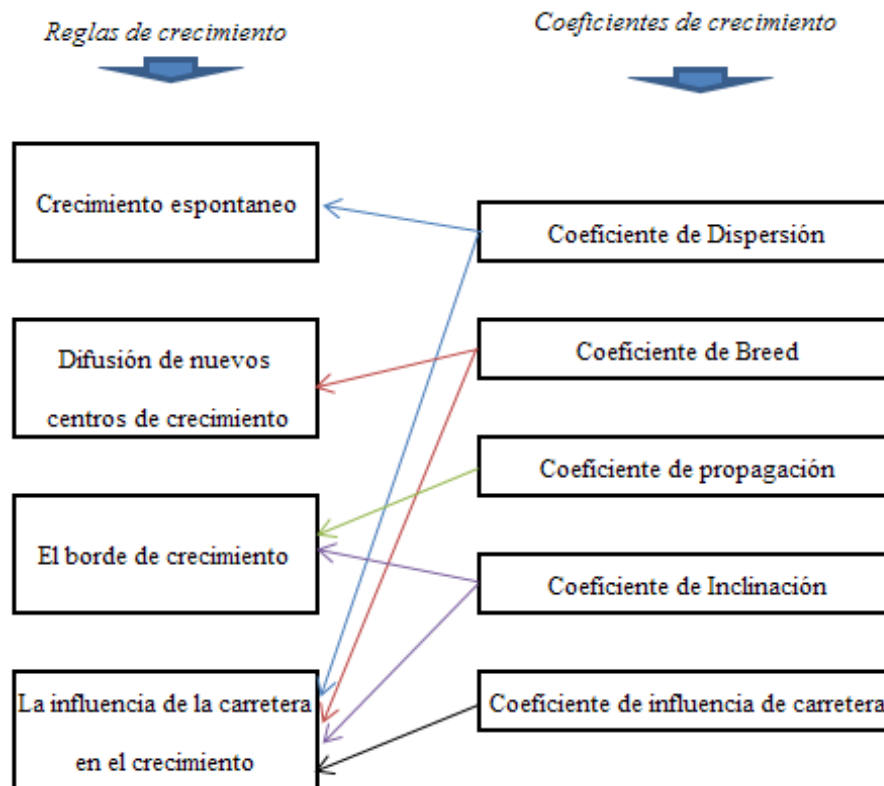 Reglas de crecimiento
Coeficientes de crecimiento
Crecimiento espontaneo
Coeficiente de Dispersión
Difusión de nuevos
centros de crecimiento
Coeficiente de Breed
Coeficiente de propagación
El borde de crecimiento
Coeficiente de Inclinación
La influencia de la carretera
en el crecimiento
Coeficiente de influencia de carretera